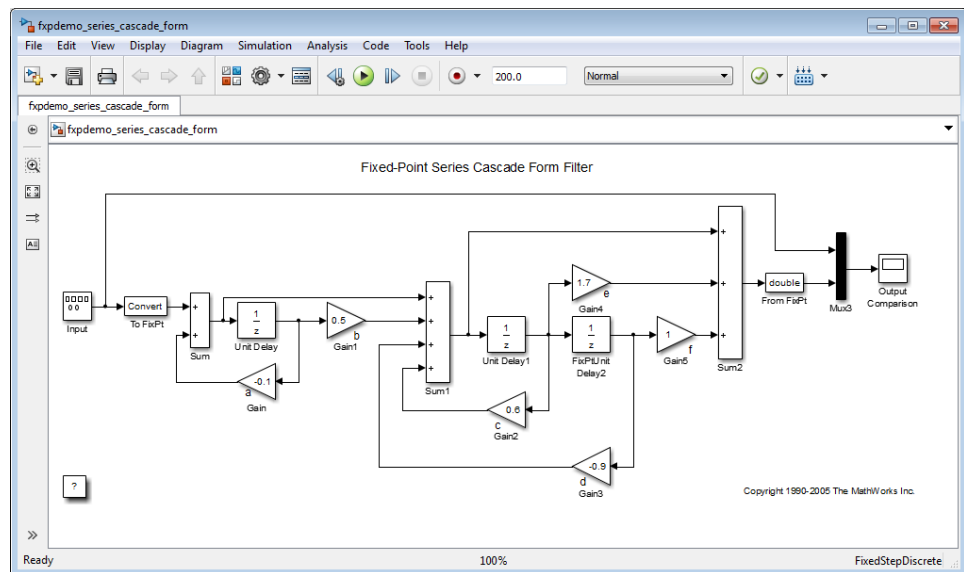 fxpdemo_series_cascade_form
File Edit View Display Diagram Simulation Analysis Code Tools Help
200.0 Normal
fxpdemo_series_cascade_form
fxpdemo_series_cascade_form
Fixed-Point Series Cascade Form Filter
Input
Convert
To FixPt
+
+
Sum
1
z
Unit Delay
0.5
b
Gain1
-0.1
a
Gain
+
+
+
+
Sum1
1
z
Unit Delay1
0.6
c
Gain2
1.7
e
Gain4
1
z
FixPtUnit
Delay2
-0.9
d
Gain3
1
f
Gain5
+
+
+
Sum2
double
From FixPt
Mux3
Output
Comparison
?
Copyright 1990-2005 The MathWorks Inc.
Ready 100% FixedStepDiscrete